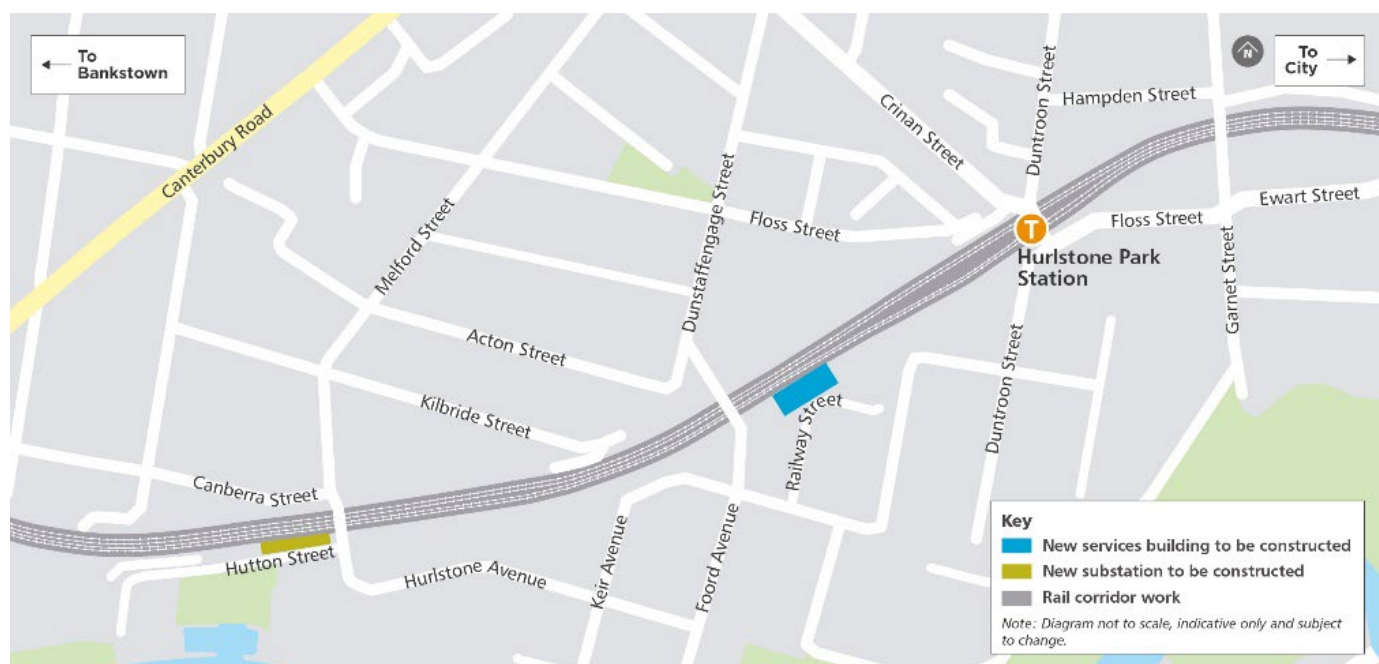 To
Bankstown
N
To
City
Canterbury Road
Crinan Street
Duntroon Street
Hampden Street
Melford Street
Dunstaffengage Street
Floss Street
T
Floss Street
Ewart Street
Hurlstone Park
Station
Garnet Street
Acton Street
Kilbride Street
Railway Street
Duntroon Street
Canberra Street
Hutton Street
Hurlstone Avenue
Keir Avenue
Foord Avenue
Key
New services building to be constructed
New substation to be constructed
Rail corridor work
Note: Diagram not to scale, indicative only and subject
to change.